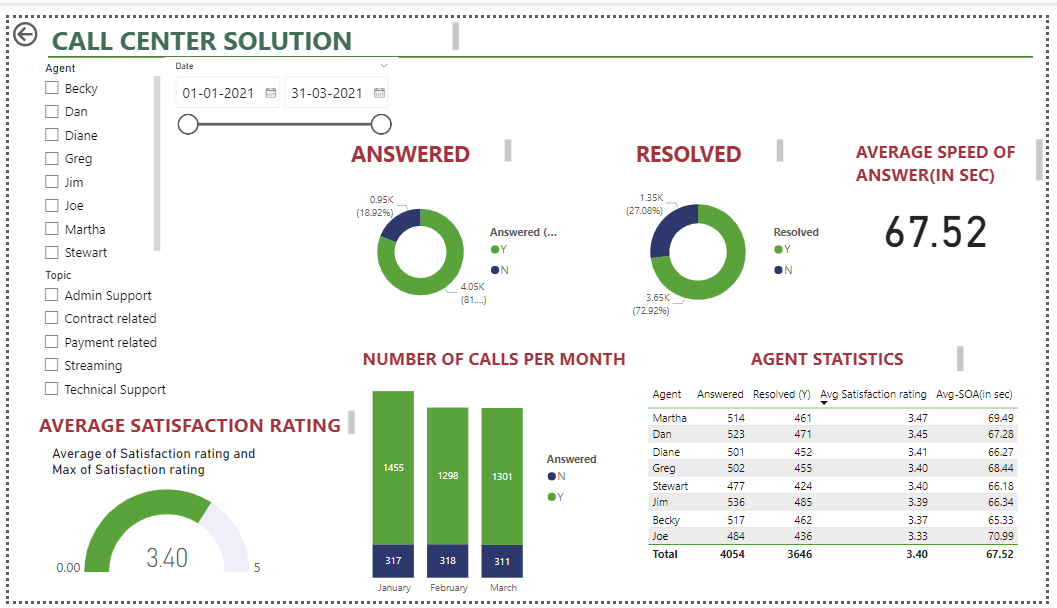 CALL CENTER SOLUTION
Agent
Becky
Dan
Diane
Greg
Jim
Joe
Martha
Stewart
Date
01-01-2021 31-03-2021
Topic
Admin Support
Contract related
Payment related
Streaming
Technical Support
ANSWERED
0.95K
(18.92%)
4.05K
(81....)
Answered (...
Y
N
RESOLVED
1.35K
(27.08%)
3.65K
(72.92%)
Resolved
Y
N
AVERAGE SPEED OF
ANSWER(IN SEC)
67.52
AVERAGE SATISFACTION RATING
Average of Satisfaction rating and
Max of Satisfaction rating
0.00 3.40 5
NUMBER OF CALLS PER MONTH
1455 1298 1301
317 318 311
January February March
Answered
N
Y
AGENT STATISTICS
Agent Answered Resolved (Y) Avg Satisfaction rating Avg-SOA(in sec)
Martha 514 461 3.47 69.49
Dan 523 471 3.45 67.28
Diane 501 452 3.41 66.27
Greg 502 455 3.40 68.44
Stewart 477 424 3.40 66.18
Jim 536 485 3.39 66.34
Becky 517 462 3.37 65.33
Joe 484 436 3.33 70.99
Total 4054 3646 3.40 67.52